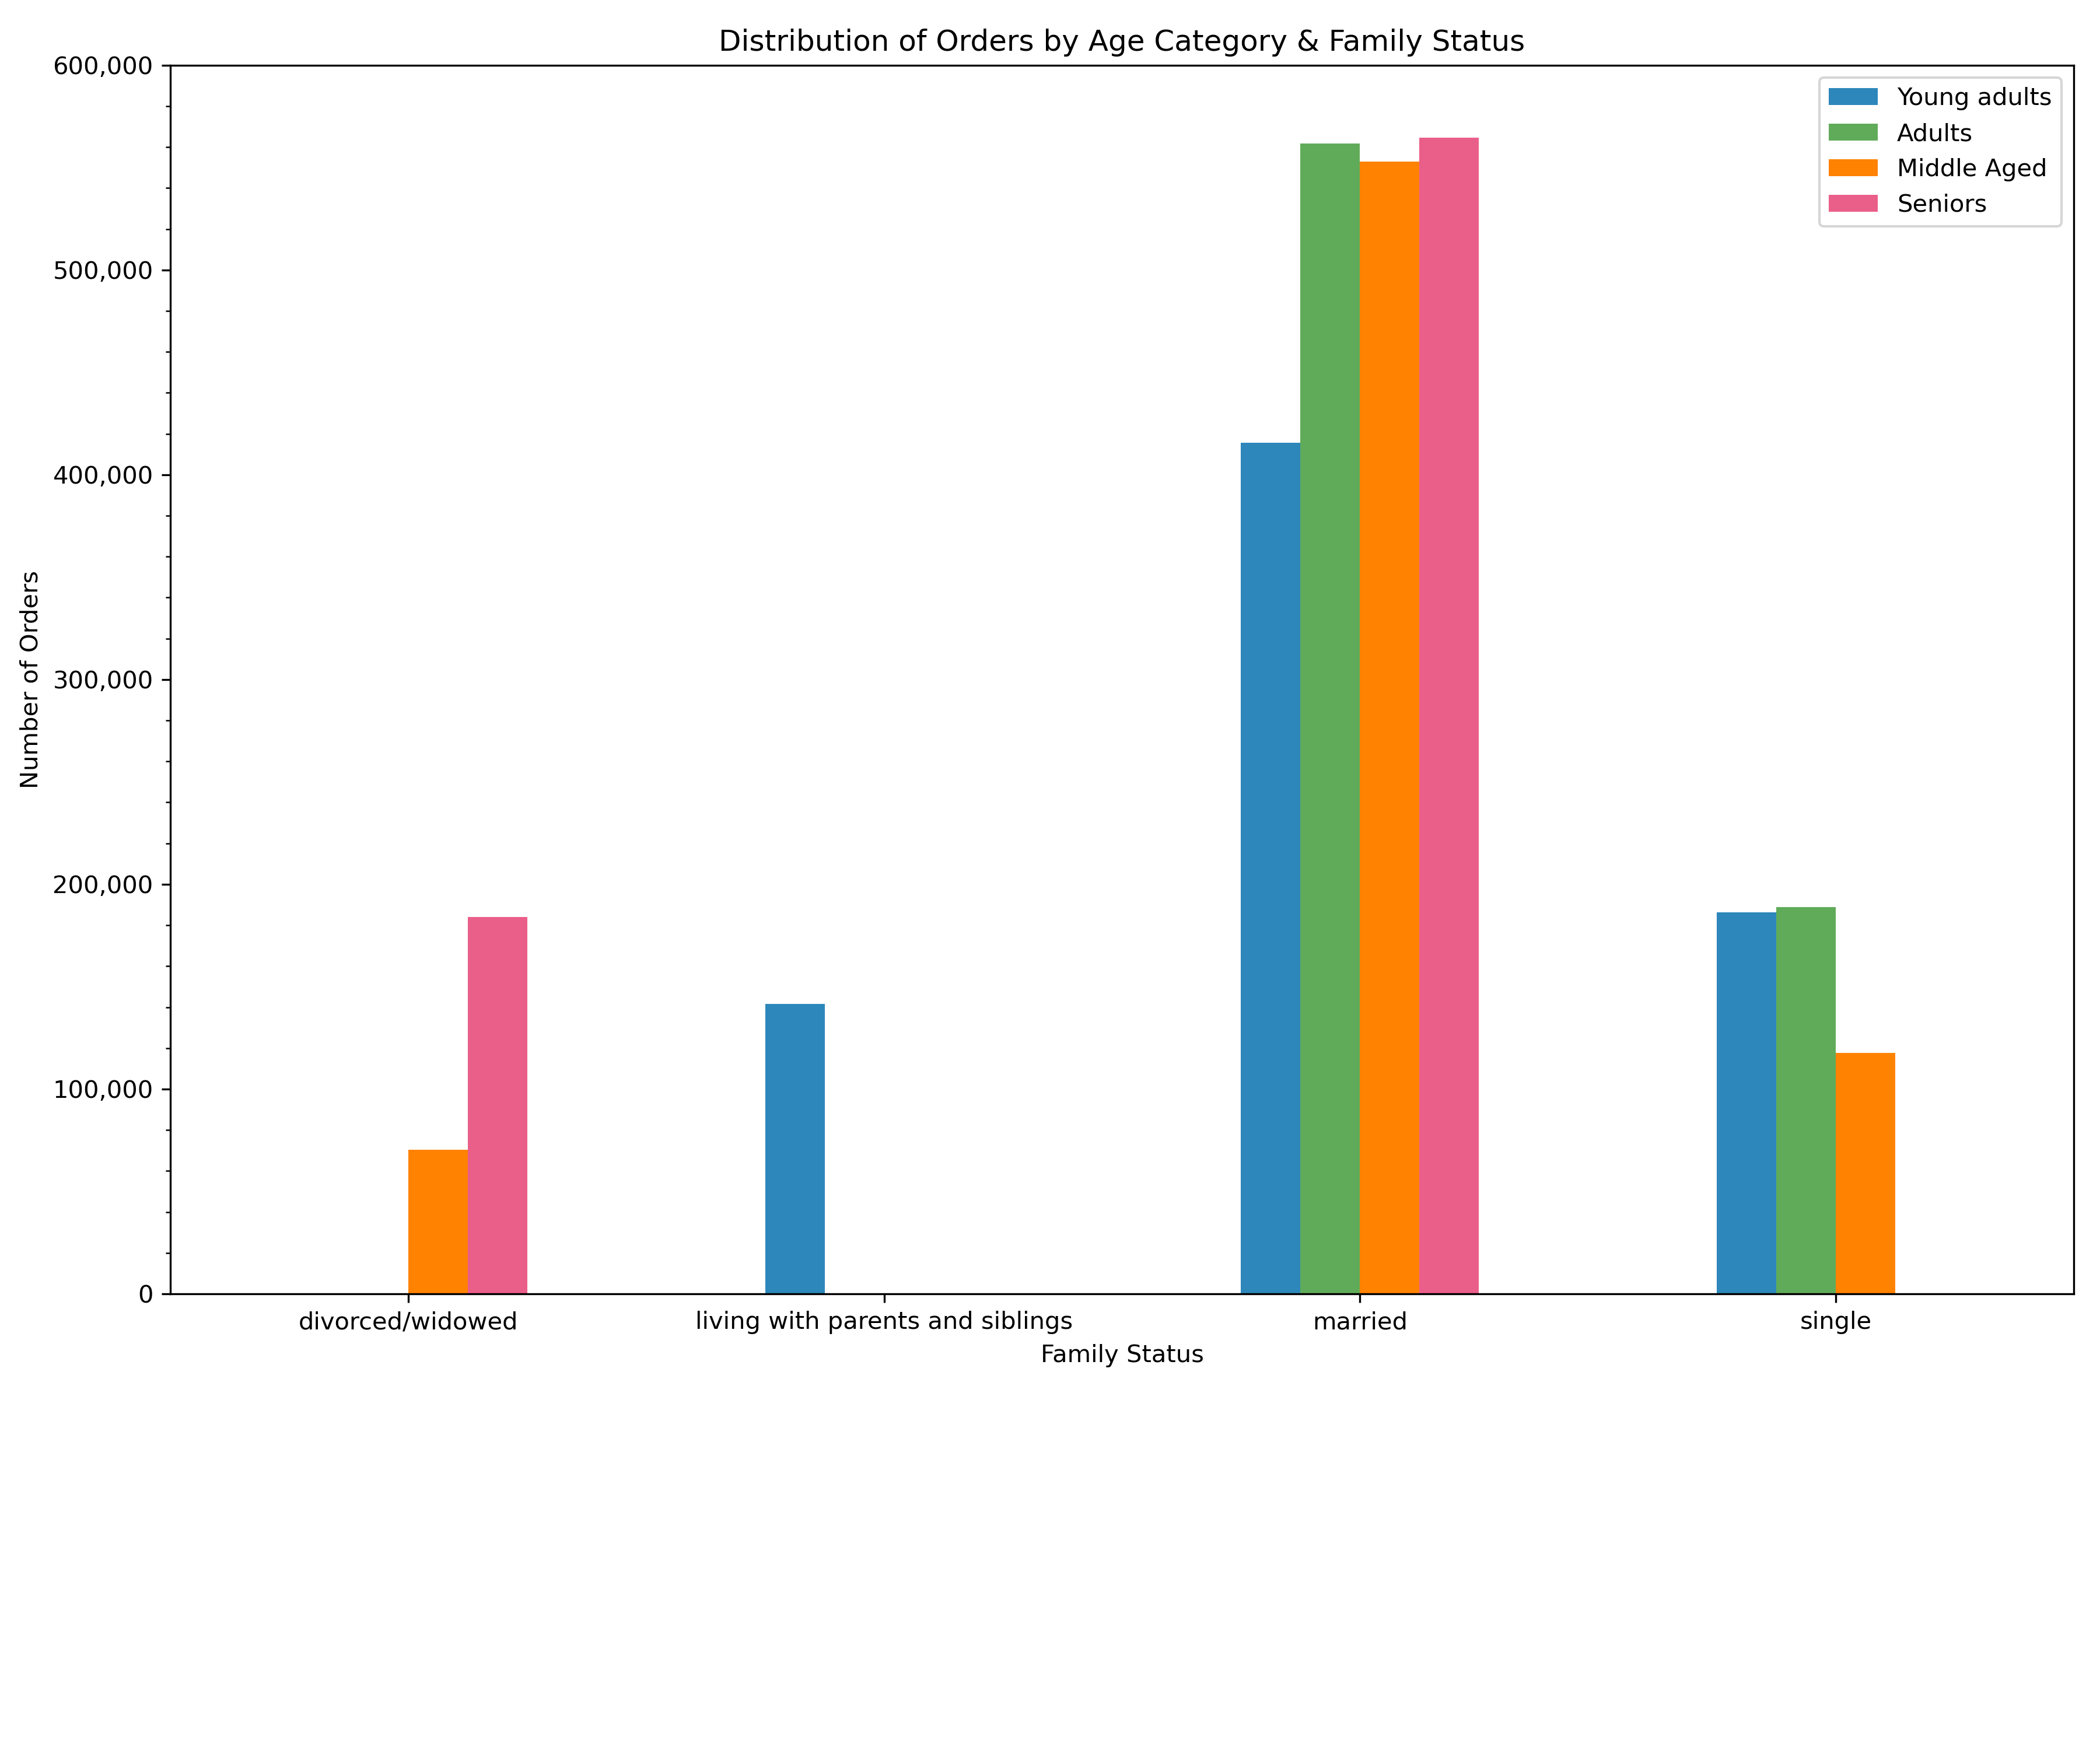 Distribution of Orders by Age Category & Family Status
600,000
500,000
400,000
300,000
200,000
100,000
0
Number of Orders
Young adults
Adults
Middle Aged
Seniors
divorced/widowed
living with parents and siblings
married
single
Family Status